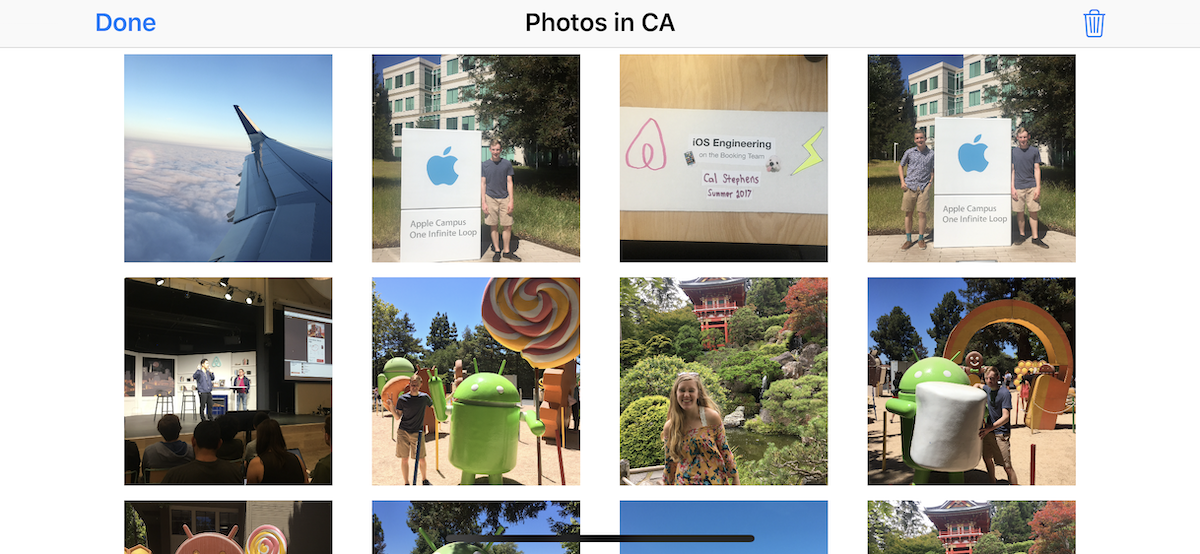 Done
Photos in CA
Apple Campus
One Infinite Loop
iOS Engineering
on the Booking Team
Cal Stephens
Summer 2017
Apple Campus
One Infinite Loop